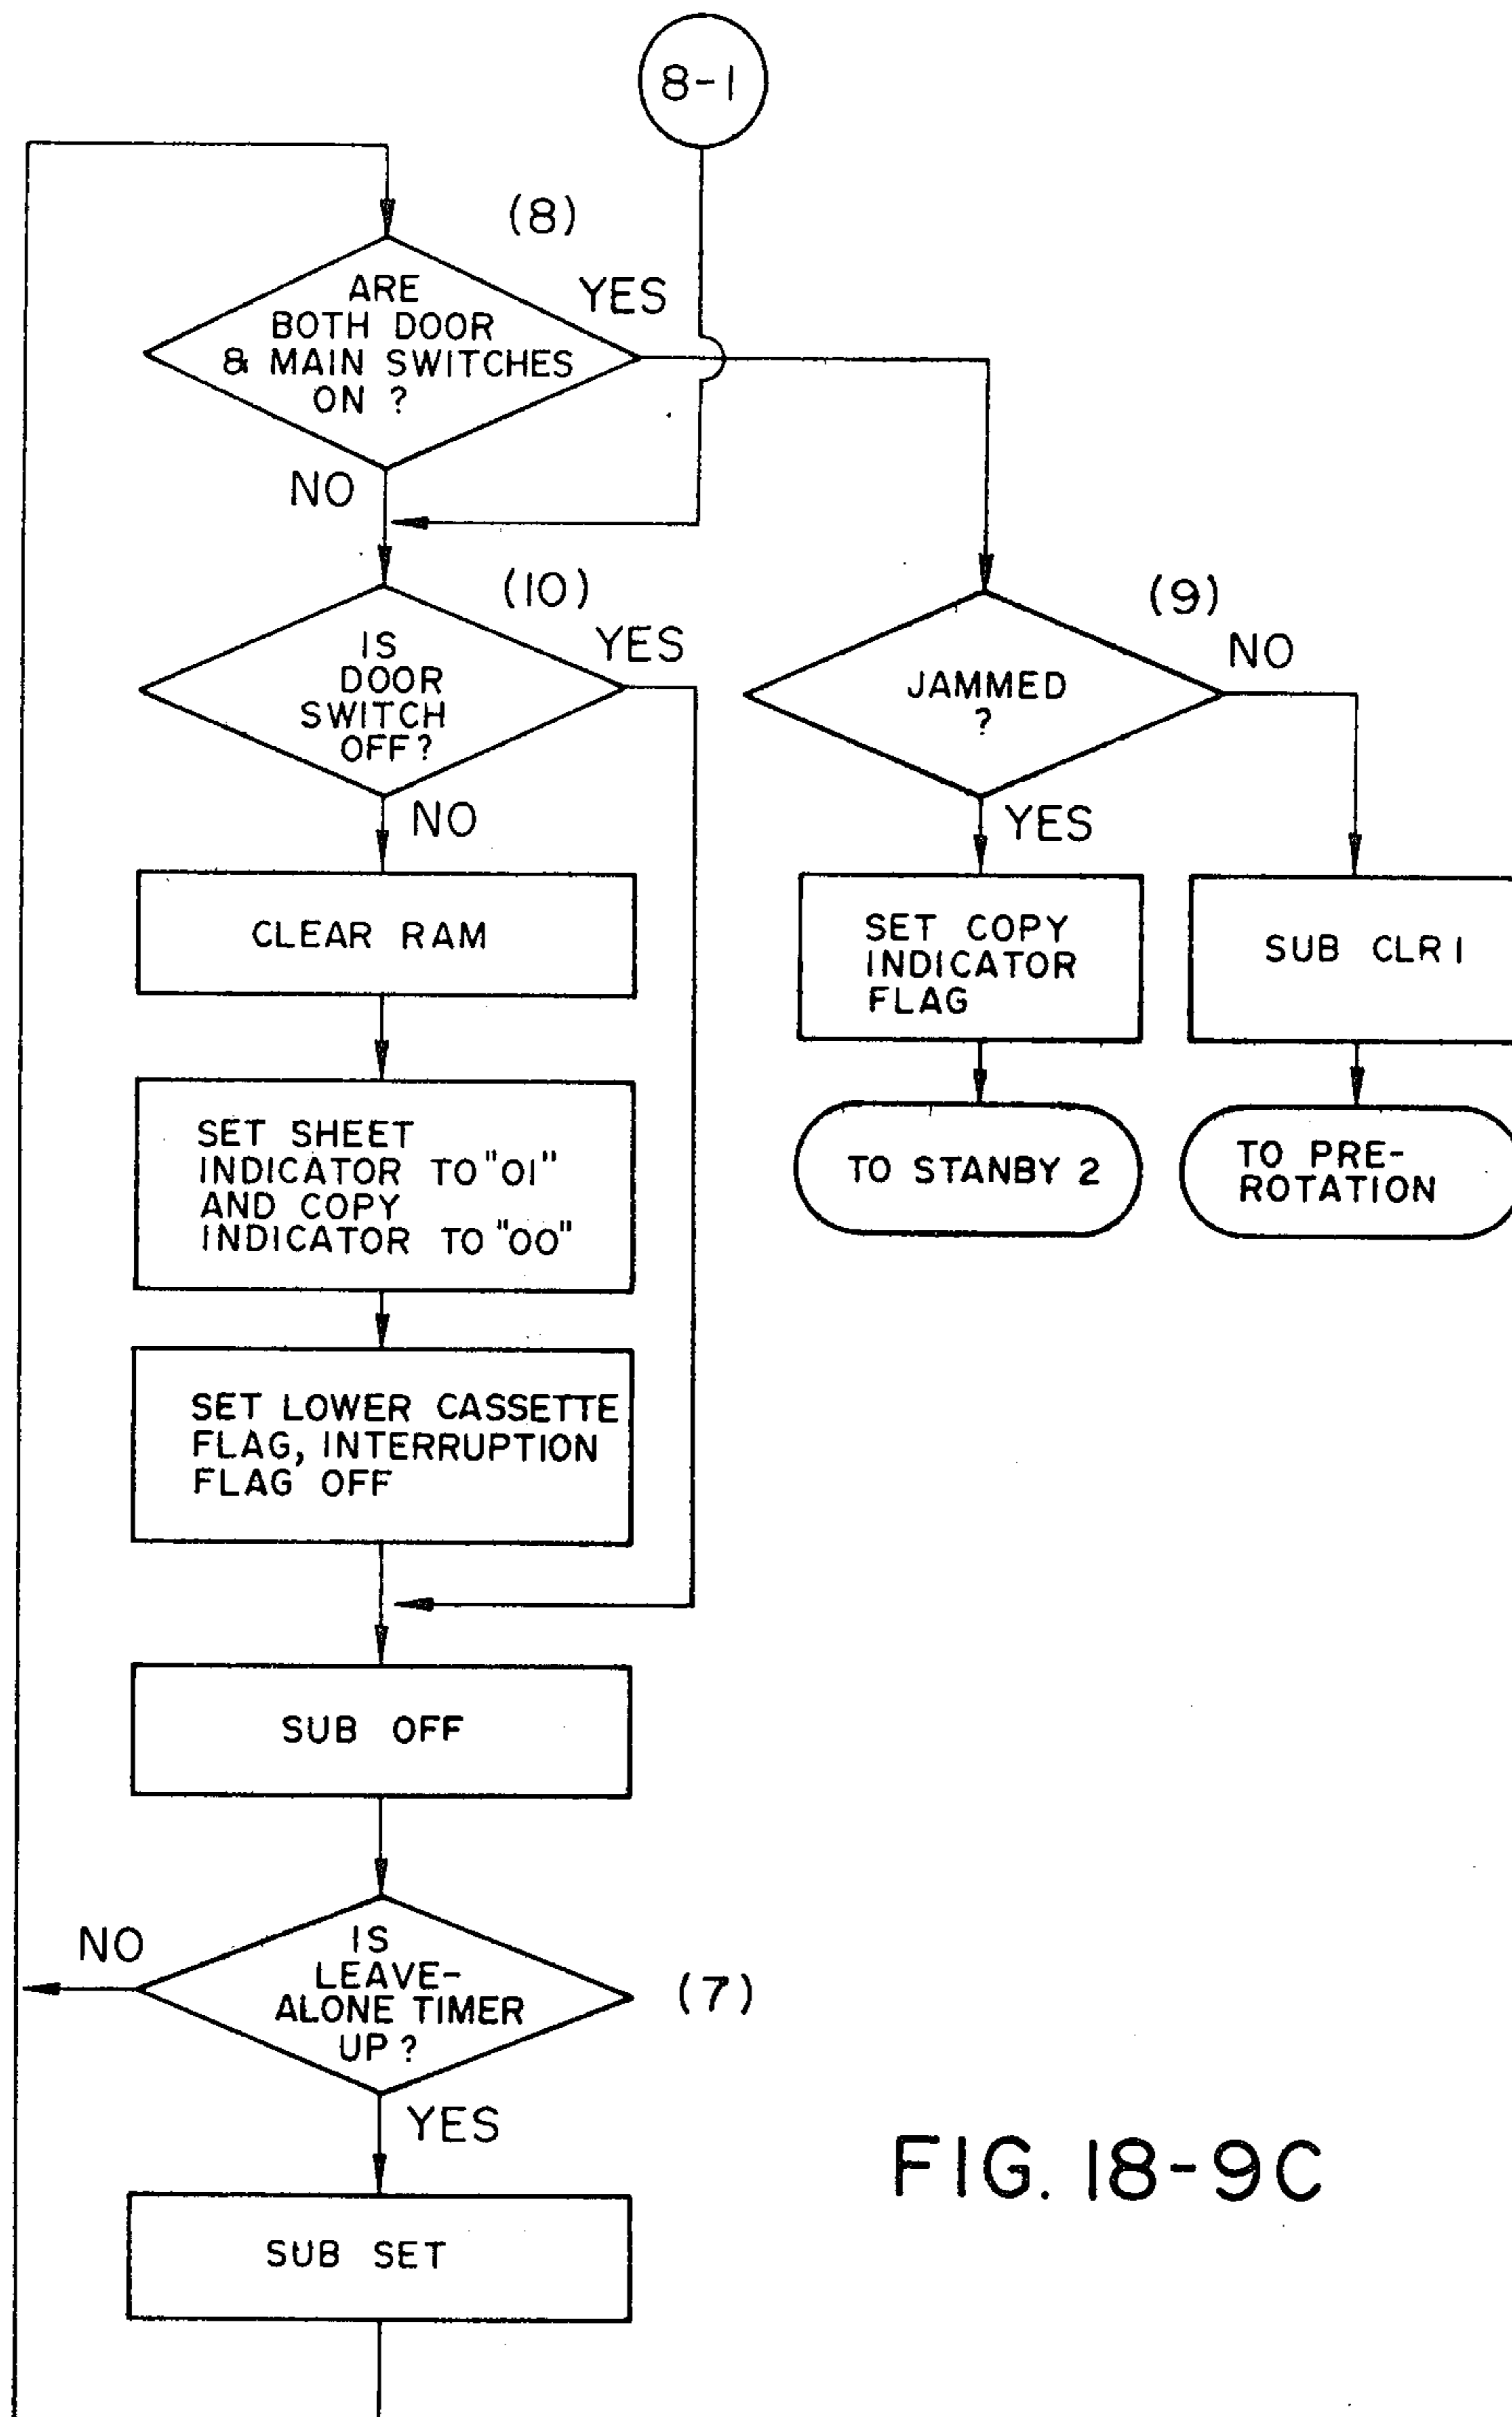 8-1
(8)
ARE
BOTH DOOR
& MAIN SWITCHES
ON ?
YES
NO
(10)
IS
DOOR
SWITCH
OFF?
YES
NO
(9)
JAMMED
?
NO
YES
CLEAR RAM
SET COPY
INDICATOR
FLAG
SUB CLR 1
SET SHEET
INDICATOR TO "01"
AND COPY
INDICATOR TO "00"
TO STANBY 2
TO PRE-
ROTATION
SET LOWER CASSETTE
FLAG, INTERRUPTION
FLAG OFF
SUB OFF
IS
LEAVE-
ALONE TIMER
UP ?
NO
(7)
YES
SUB SET
FIG. 18-9C